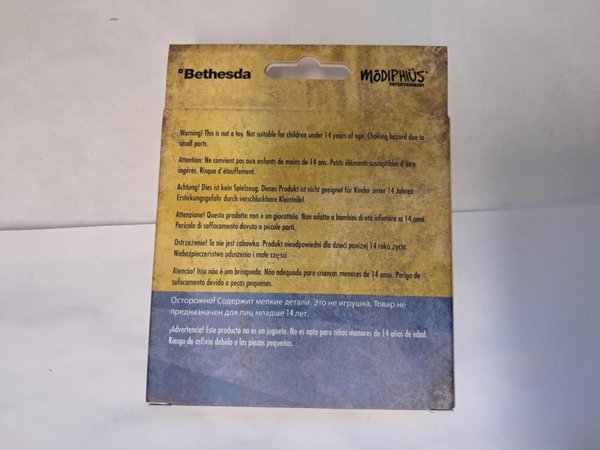 Bethesda
MōDIPHIÜS
ENTERTAINMENT
Warning! This is not a toy. Not suitable for children under 14 years of age. Choking hazard due to
small parts.
Attention: Ne convient pas aux enfants de moins de 14 ans. Petits éléments susceptibles d'être
ingérés. Risque d'étouffement.
Achtung! Dies ist kein Spielzeug. Dieses Produkt is nicht geeignet für Kinder unter 14 Jahren.
Erstickungsgefahr durch verschluckbare Kleinteile!
Attenzione! Questo prodotto non è un giocattolo. Non adatto a bambini di età inferiore ai 14 anni.
Pericolo di soffocamento dovuto a piccole parti.
Ostrzeżenie! To nie jest zabawka. Produkt nieodpowiedni dla dzieci poniżej 14 roku życia.
Niebezpieczeństwo uduszenia i małe części
Atenção! Isso não é um brinquedo. Não adequado para crianças menores de 14 anos. Perigo de
sufocamento devido a peças pequenas.
Осторожно! Содержит мелкие детали. Это не игрушка, Товар не
предназначен для лиц младше 14 лет.
¡Advertencia! Este producto no es un juguete. No es apto para niños menores de 14 años de edad.
Riesgo de asfixia debido a las piezas pequeñas.